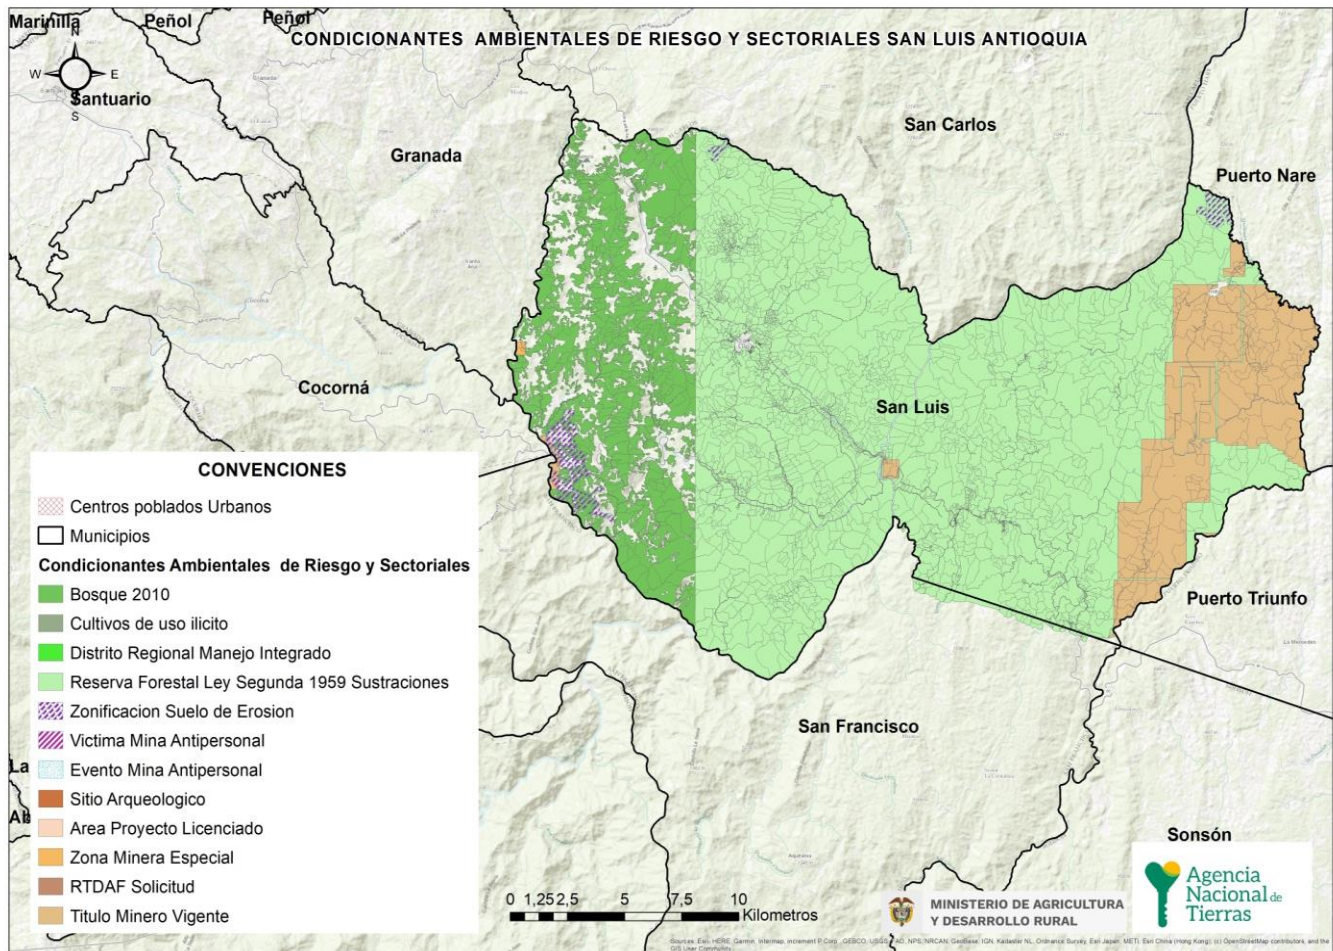 CONDICIONANTES AMBIENTALES DE RIESGO Y SECTORIALES SAN LUIS ANTIOQUIA
Marinilla
Peñol
Peñol
N
W
E
S
Santuario
Granada
San Carlos
Puerto Nare
Cocorná
San Luis
Puerto Triunfo
San Francisco
Sonsón
La
CONVENCIONES
Centros poblados Urbanos
Municipios
Condicionantes Ambientales de Riesgo y Sectoriales
Bosque 2010
Cultivos de uso ilicito
Distrito Regional Manejo Integrado
Reserva Forestal Ley Segunda 1959 Sustraciones
Zonificacion Suelo de Erosion
Victima Mina Antipersonal
Evento Mina Antipersonal
Sitio Arqueologico
Area Proyecto Licenciado
Zona Minera Especial
RTDAF Solicitud
Titulo Minero Vigente
0 1,25 2,5 5 7,5 10
Kilometros
MINISTERIO DE AGRICULTURA
Y DESARROLLO RURAL
Agencia
Nacional de
Tierras